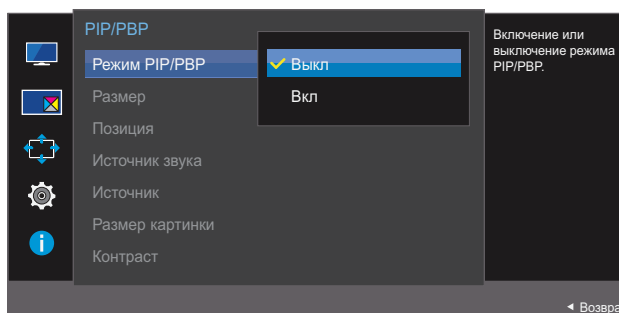 PIP/PBP
Режим PIP/PBP
Выкл
Вкл
Размер
Позиция
Источник звука
Источник
Размер картинки
Контраст
Включение или
выключение режима
PIP/PBP.